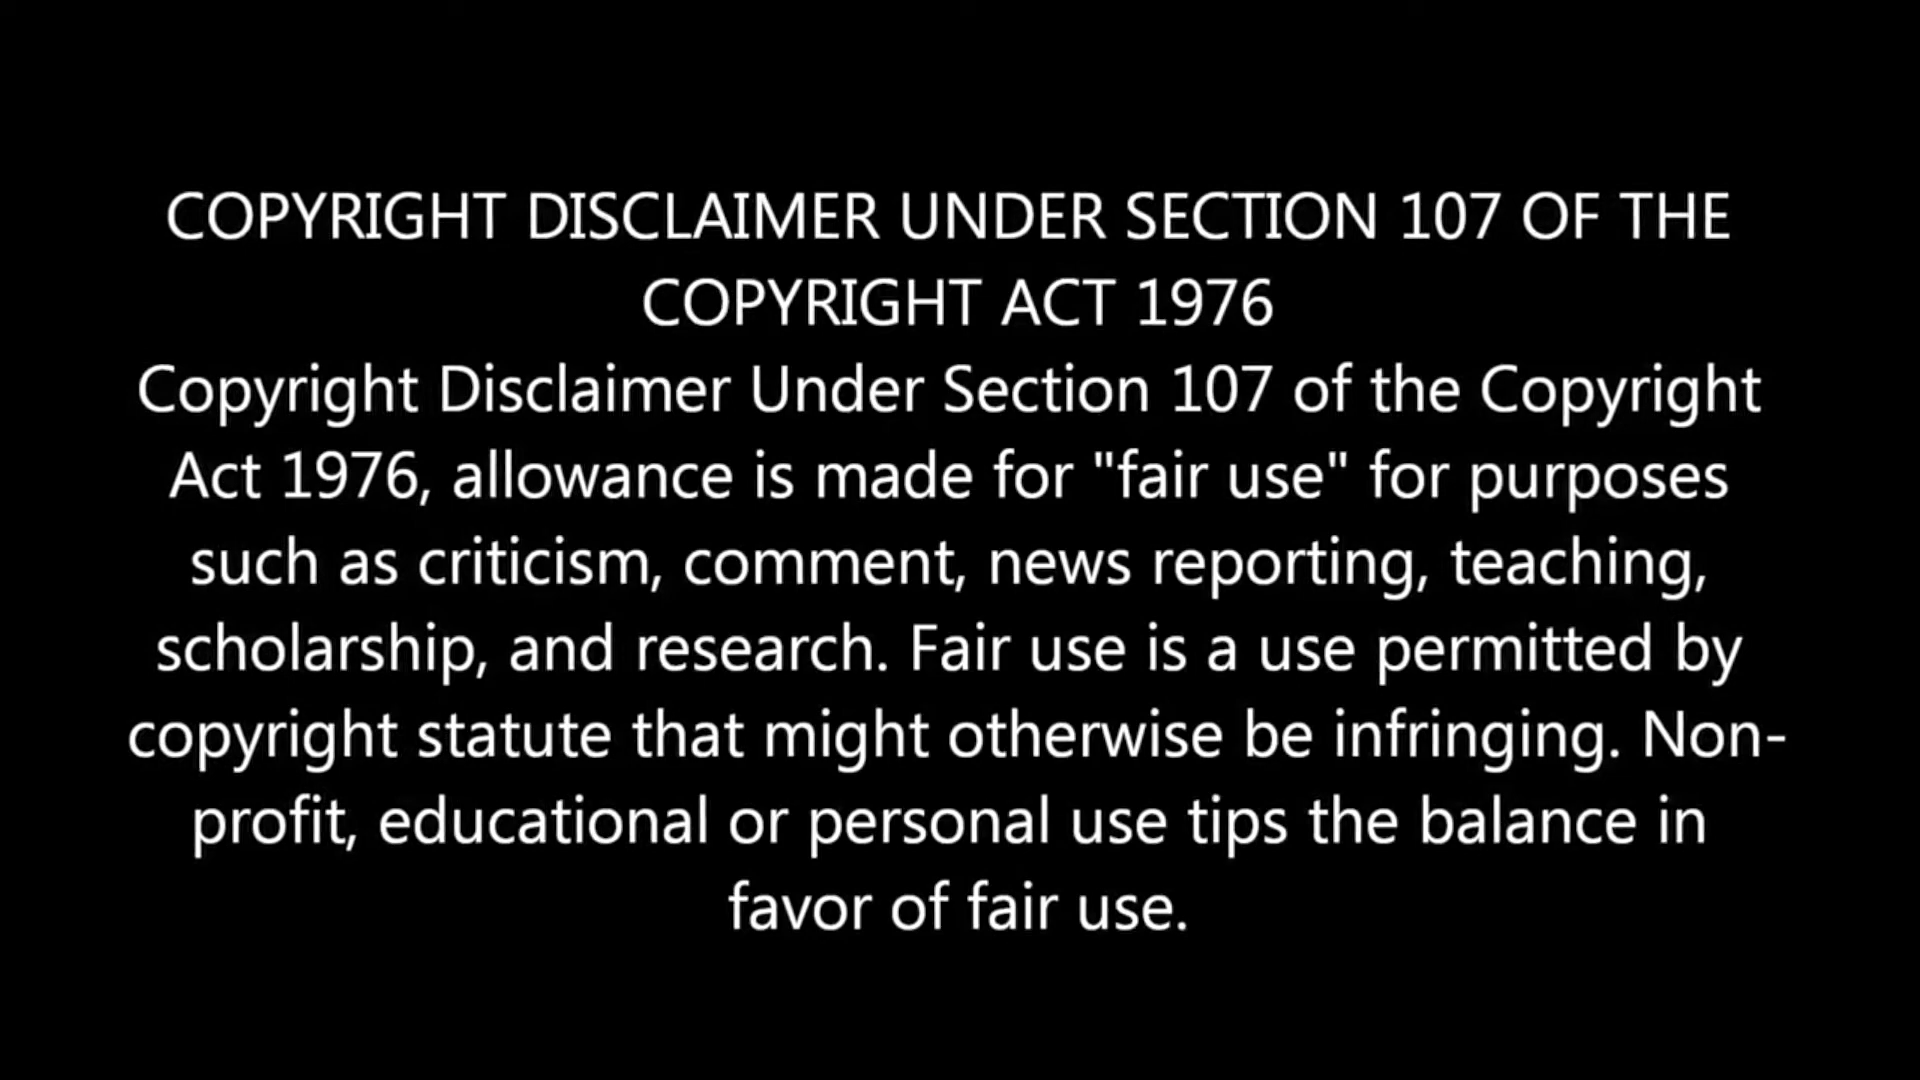 COPYRIGHT DISCLAIMER UNDER SECTION 107 OF THE
COPYRIGHT ACT 1976
Copyright Disclaimer Under Section 107 of the Copyright
Act 1976, allowance is made for "fair use" for purposes
such as criticism, comment, news reporting, teaching,
scholarship, and research. Fair use is a use permitted by
copyright statute that might otherwise be infringing. Non-
profit, educational or personal use tips the balance in
favor of fair use.